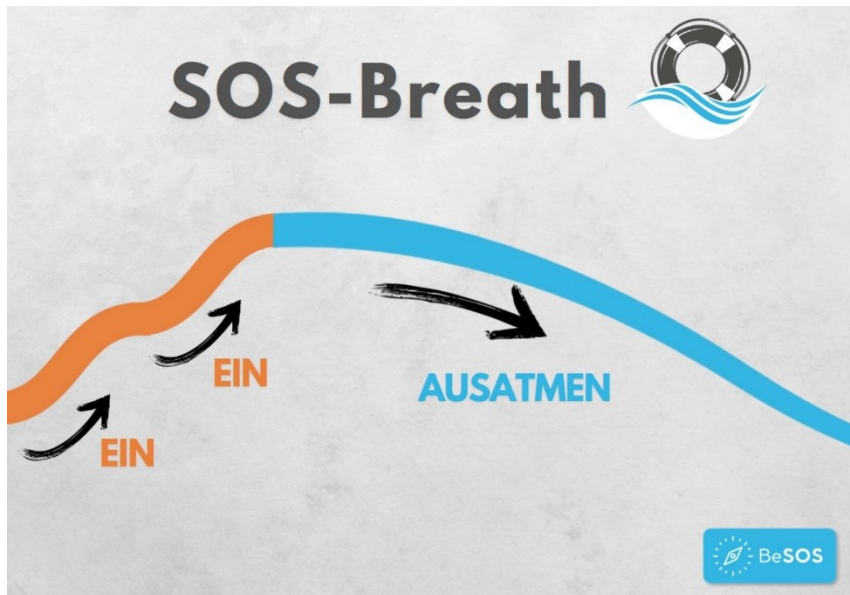 SOS-Breath
EIN
EIN
AUSATMEN
BeSOS